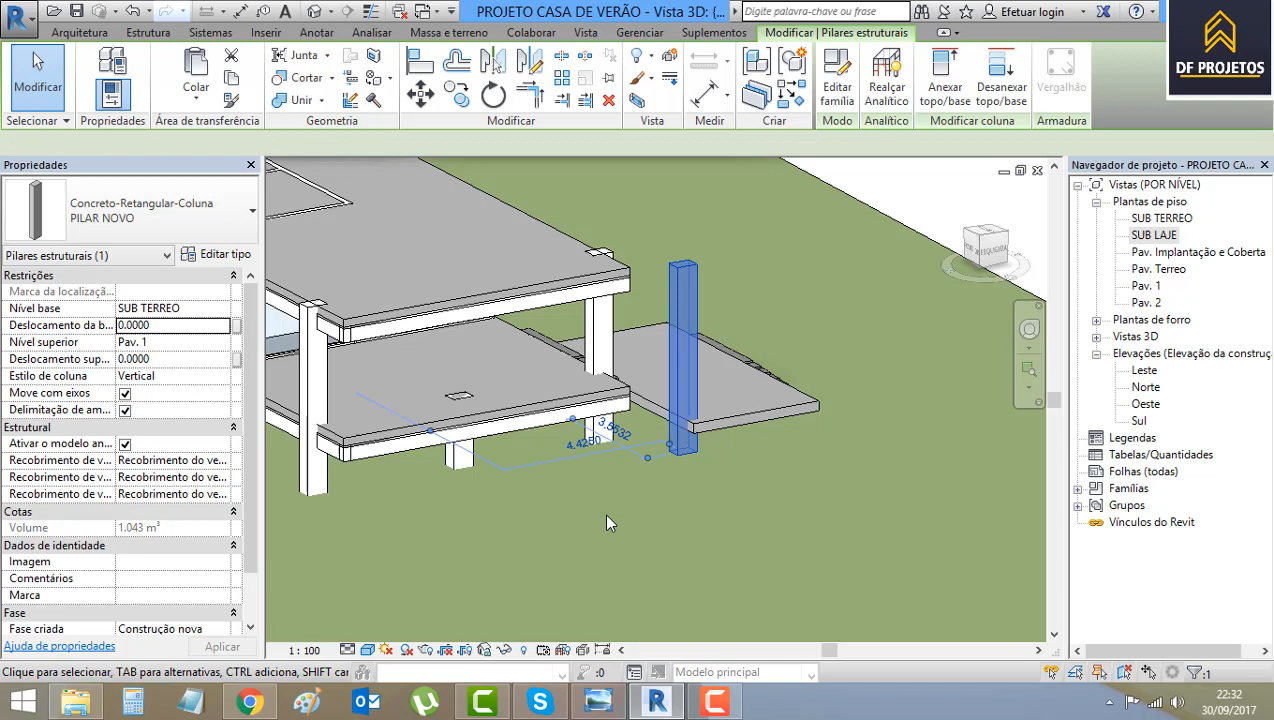 PROJETO CASA DE VERÃO - Vista 3D: {...
Digite palavra-chave ou frase
Efetuar login
Arquitetura Estrutura Sistemas Inserir Anotar Analisar Massa e terreno Colaborar Vista Gerenciar Suplementos Modificar | Pilares estruturais
Modificar
Colar
Junta
Cortar
Unir
Editar família
Realçar Analítico
Anexar topo/base
Desanexar topo/base
Vergalhão
Selecionar Propriedades Área de transferência Geometria Modificar Vista Medir Criar Modo Analítico Modificar coluna Armadura
DF PROJETOS
Propriedades
Concreto-Retangular-Coluna
PILAR NOVO
Pilares estruturais (1)
Editar tipo
Restrições
Marca da localizaçã...
Nível base SUB TERREO
Deslocamento da b... 0.0000
Nível superior Pav. 1
Deslocamento sup... 0.0000
Estilo de coluna Vertical
Move com eixos
Delimitação de am...
Estrutural
Ativar o modelo an...
Recobrimento de v... Recobrimento do ve...
Recobrimento de v... Recobrimento do ve...
Recobrimento de v... Recobrimento do ve...
Cotas
Volume 1.043 m³
Dados de identidade
Imagem
Comentários
Marca
Fase
Fase criada Construção nova
Ajuda de propriedades
Aplicar
3.5532
4.4250
ESQUERDA
1 : 100
Navegador de projeto - PROJETO CA...
Vistas (POR NÍVEL)
Plantas de piso
SUB TERREO
SUB LAJE
Pav. Implantação e Coberta
Pav. Terreo
Pav. 1
Pav. 2
Plantas de forro
Vistas 3D
Elevações (Elevação da construç
Leste
Norte
Oeste
Sul
Legendas
Tabelas/Quantidades
Folhas (todas)
Famílias
Grupos
Vínculos do Revit
Clique para selecionar, TAB para alternativas, CTRL adiciona, SHIFT car
:0
Modelo principal
:1
22:32
30/09/2017